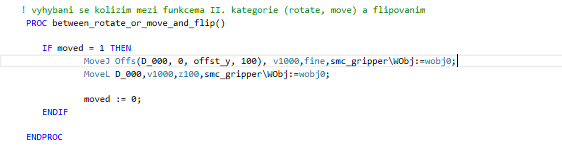 ! vyhybani se kolizim mezi funkcema II. kategorie (rotate, move) a flipovanim
PROC between_rotate_or_move_and_flip()
IF moved = 1 THEN
MoveJ Offs(D_000, 0, offst_y, 100), v1000,fine,smc_gripper\WObj:=wobj0;
MoveL D_000,v1000,z100,smc_gripper\WObj:=wobj0;
moved := 0;
ENDIF
ENDPROC